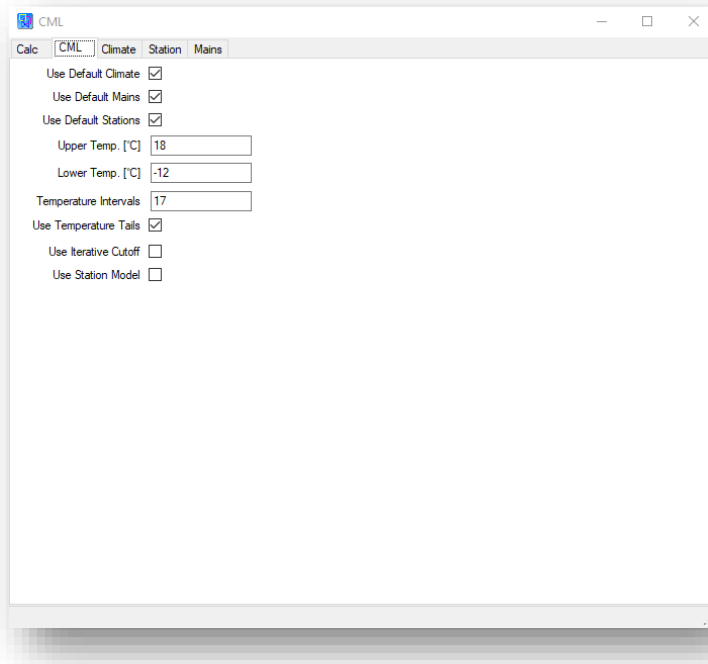 CML
Calc CML Climate Station Mains
Use Default Climate
Use Default Mains
Use Default Stations
Upper Temp. [°C] 18
Lower Temp. [°C] -12
Temperature Intervals 17
Use Temperature Tails
Use Iterative Cutoff
Use Station Model